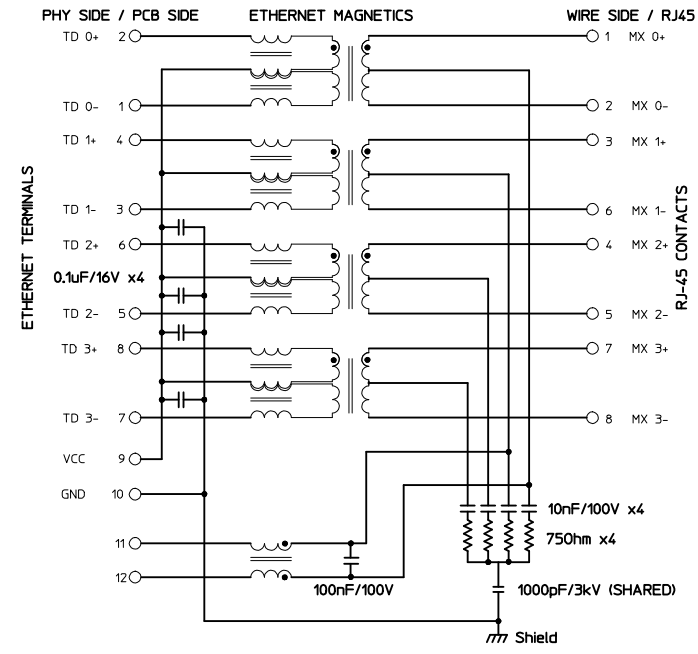 PHY SIDE / PCB SIDE ETHERNET MAGNETICS WIRE SIDE / RJ45
TD 0+ 2 1 MX 0+
TD 0- 1 2 MX 0-
TD 1+ 4 3 MX 1+
TD 1- 3 6 MX 1-
TD 2+ 6 4 MX 2+
0.1uF/16V x4
TD 2- 5 5 MX 2-
TD 3+ 8 7 MX 3+
TD 3- 7 8 MX 3-
ETHERNET TERMINALS
RJ-45 CONTACTS
VCC 9
GND 10
10nF/100V x4
11
75Ohm x4
12
100nF/100V
1000pF/3kV (SHARED)
Shield